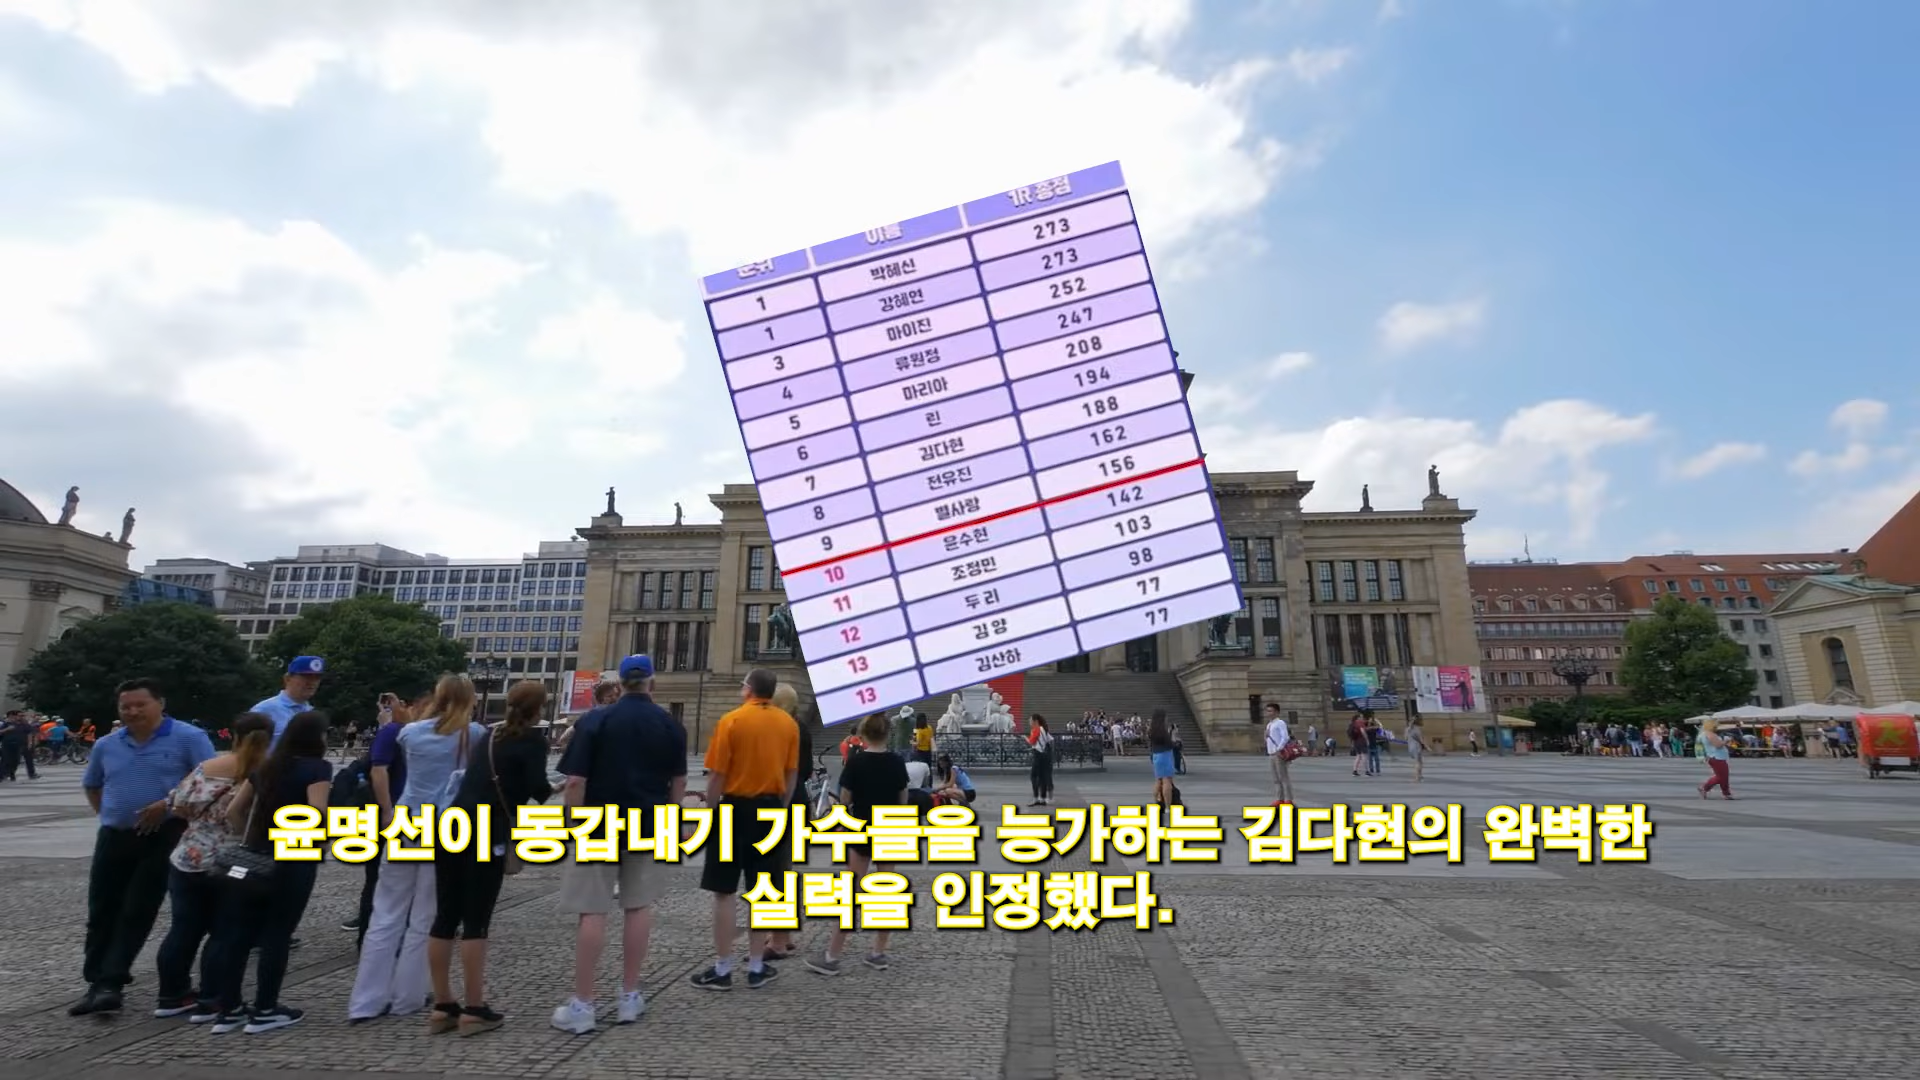 순위 이름 1R 총점
1 박혜신 273
1 강혜연 273
3 마이진 252
4 류원정 247
5 마리아 208
6 린 194
7 김다현 188
8 전유진 162
9 별사랑 156
10 윤수현 142
11 조정민 103
12 두리 98
13 김양 77
13 김산하 77
윤명선이 동갑내기 가수들을 능가하는 김다현의 완벽한
실력을 인정했다.